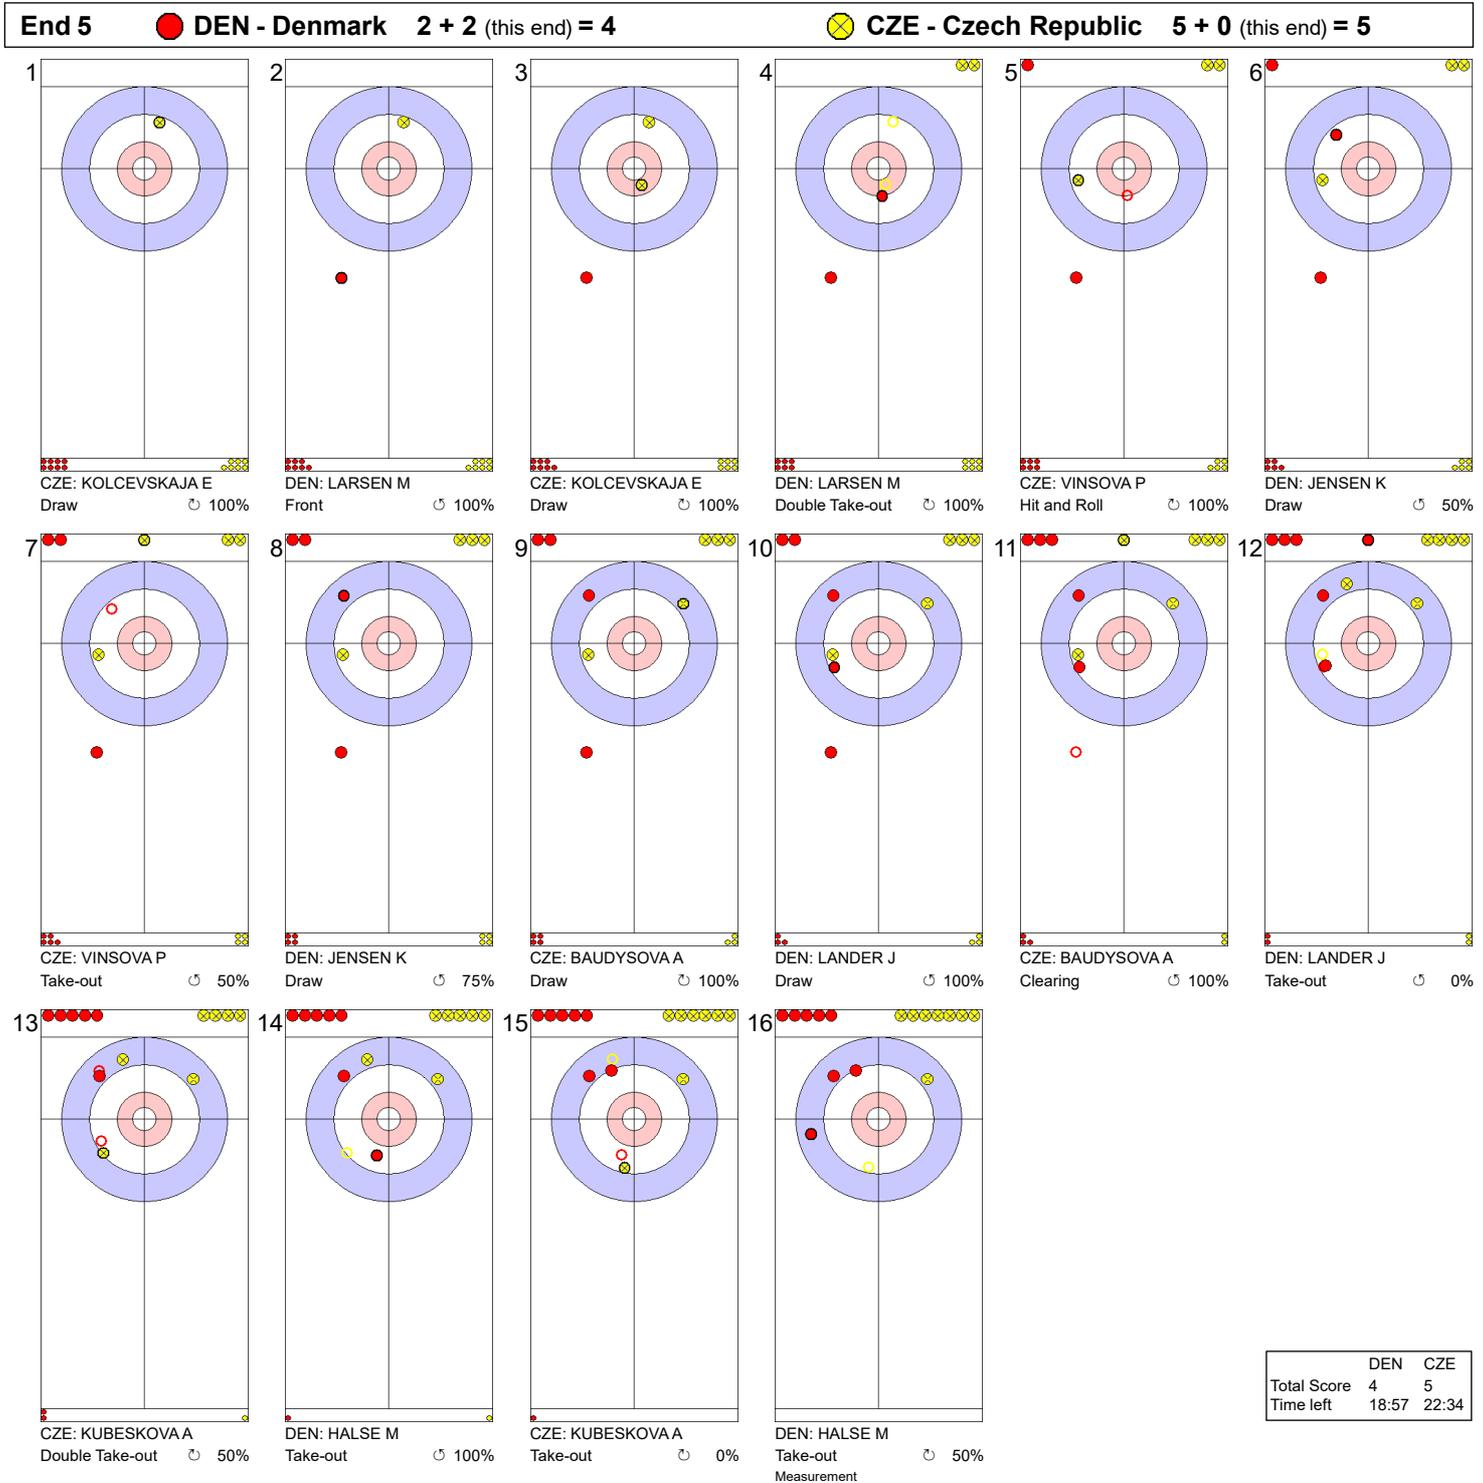 End 5 DEN - Denmark 2 + 2 (this end) = 4 CZE - Czech Republic 5 + 0 (this end) = 5
1 2 3 4 5 6
CZE: KOLCEVSKAJA E DEN: LARSEN M CZE: KOLCEVSKAJA E DEN: LARSEN M CZE: VINSOVA P DEN: JENSEN K
Draw ↻ 100% Front ↻ 100% Draw ↻ 100% Double Take-out ↻ 100% Hit and Roll ↻ 100% Draw ↺ 50%
7 8 9 10 11 12
CZE: VINSOVA P DEN: JENSEN K CZE: BAUDYSOVA A DEN: LANDER J CZE: BAUDYSOVA A DEN: LANDER J
Take-out ↺ 50% Draw ↺ 75% Draw ↺ 100% Draw ↺ 100% Clearing ↻ 100% Take-out ↺ 0%
13 14 15 16
CZE: KUBESKOVA A DEN: HALSE M CZE: KUBESKOVA A DEN: HALSE M
Double Take-out ↻ 50% Take-out ↺ 100% Take-out ↻ 0% Take-out ↻ 50%
Measurement
DEN CZE
Total Score 4 5
Time left 18:57 22:34